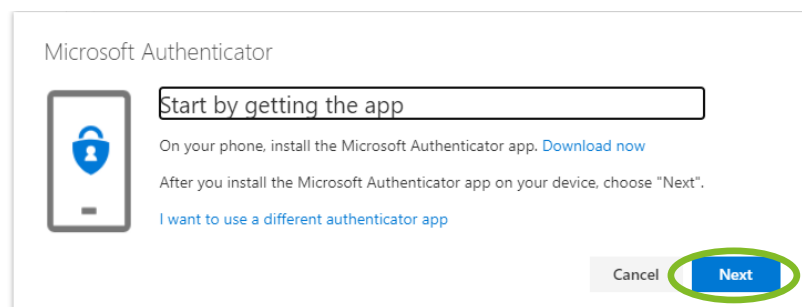 Microsoft Authenticator
Start by getting the app
On your phone, install the Microsoft Authenticator app. Download now
After you install the Microsoft Authenticator app on your device, choose "Next".
I want to use a different authenticator app
Cancel Next